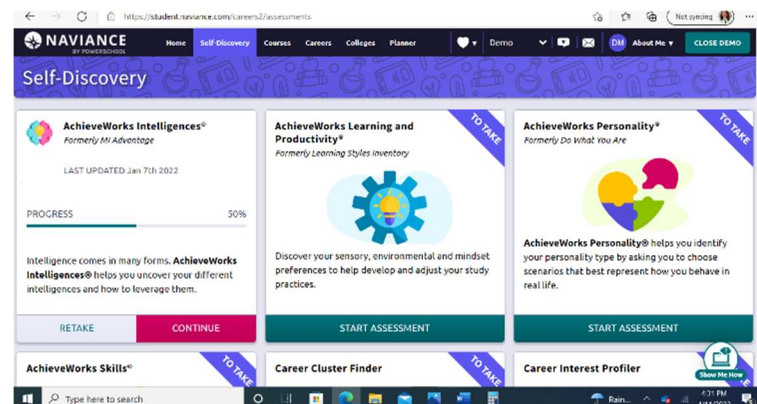 https://student.naviance.com/careers2/assessments
Not syncing
NAVIANCE
BY POWERSCHOOL
Home Self-Discovery Courses Careers Colleges Planner Demo DM About Me CLOSE DEMO
Self-Discovery
AchieveWorks Intelligences®
Formerly MI Advantage
LAST UPDATED Jan 7th 2022
PROGRESS 50%
Intelligence comes in many forms. AchieveWorks
Intelligences® helps you uncover your different
intelligences and how to leverage them.
RETAKE CONTINUE
AchieveWorks Learning and
Productivity®
Formerly Learning Styles Inventory
TO TAKE
Discover your sensory, environmental and mindset
preferences to help develop and adjust your study
practices.
START ASSESSMENT
AchieveWorks Personality®
Formerly Do What You Are
TO TAKE
AchieveWorks Personality® helps you identify
your personality type by asking you to choose
scenarios that best represent how you behave in
real life.
START ASSESSMENT
AchieveWorks Skills®
TO TAKE
Career Cluster Finder
TO TAKE
Career Interest Profiler
Show Me How
Type here to search
Rain...
4:31 PM